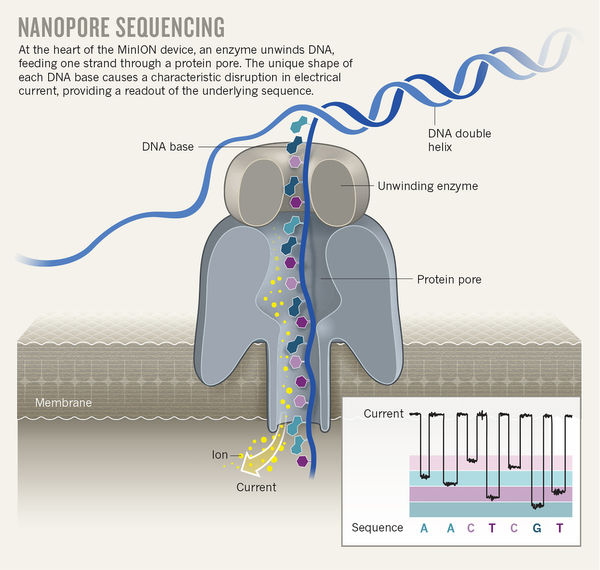 NANOPORE SEQUENCING
At the heart of the MinION device, an enzyme unwinds DNA,
feeding one strand through a protein pore. The unique shape of
each DNA base causes a characteristic disruption in electrical
current, providing a readout of the underlying sequence.
DNA double
helix
DNA base
Unwinding enzyme
Protein pore
Membrane
Ion
Current
Current
Sequence A A C T C G T